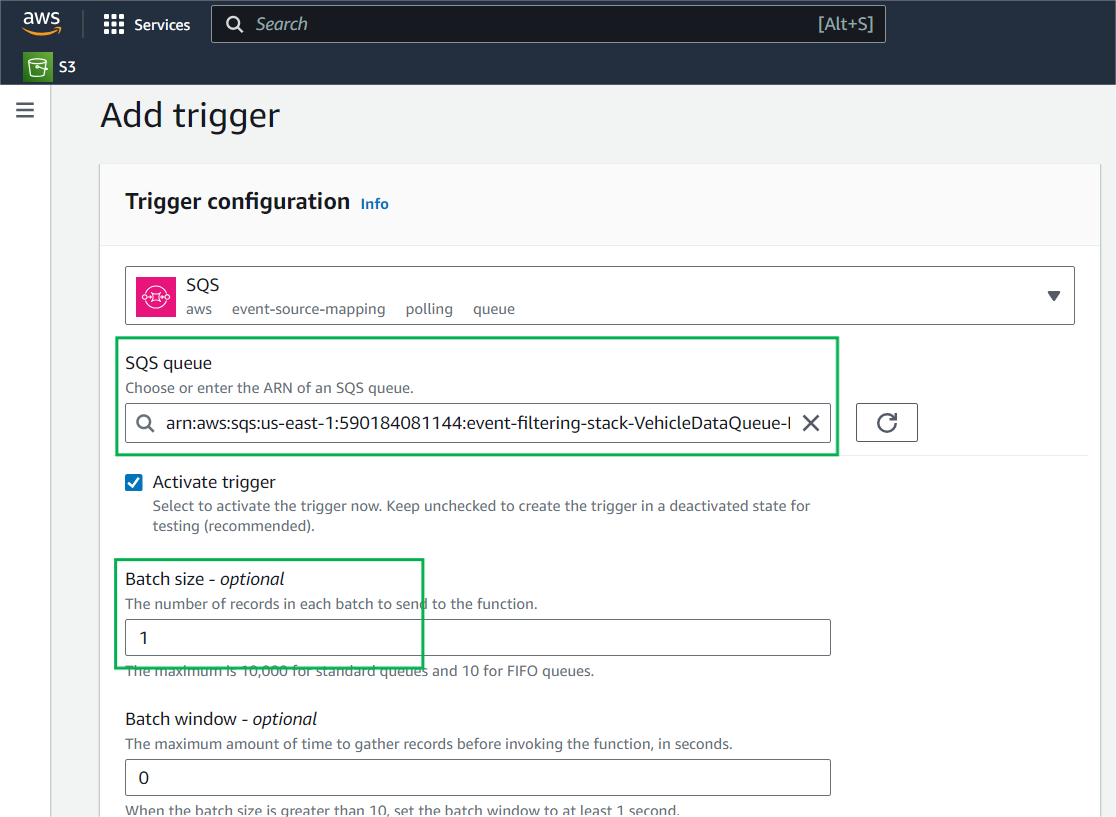 aws
Services
Search
[Alt+S]
S3
Add trigger
Trigger configuration Info
SQS
aws event-source-mapping polling queue
SQS queue
Choose or enter the ARN of an SQS queue.
arn:aws:sqs:us-east-1:590184081144:event-filtering-stack-VehicleDataQueue-
Activate trigger
Select to activate the trigger now. Keep unchecked to create the trigger in a deactivated state for
testing (recommended).
Batch size - optional
The number of records in each batch to send to the function.
1
The maximum is 10,000 for standard queues and 10 for FIFO queues.
Batch window - optional
The maximum amount of time to gather records before invoking the function, in seconds.
0
When the batch size is greater than 10, set the batch window to at least 1 second.